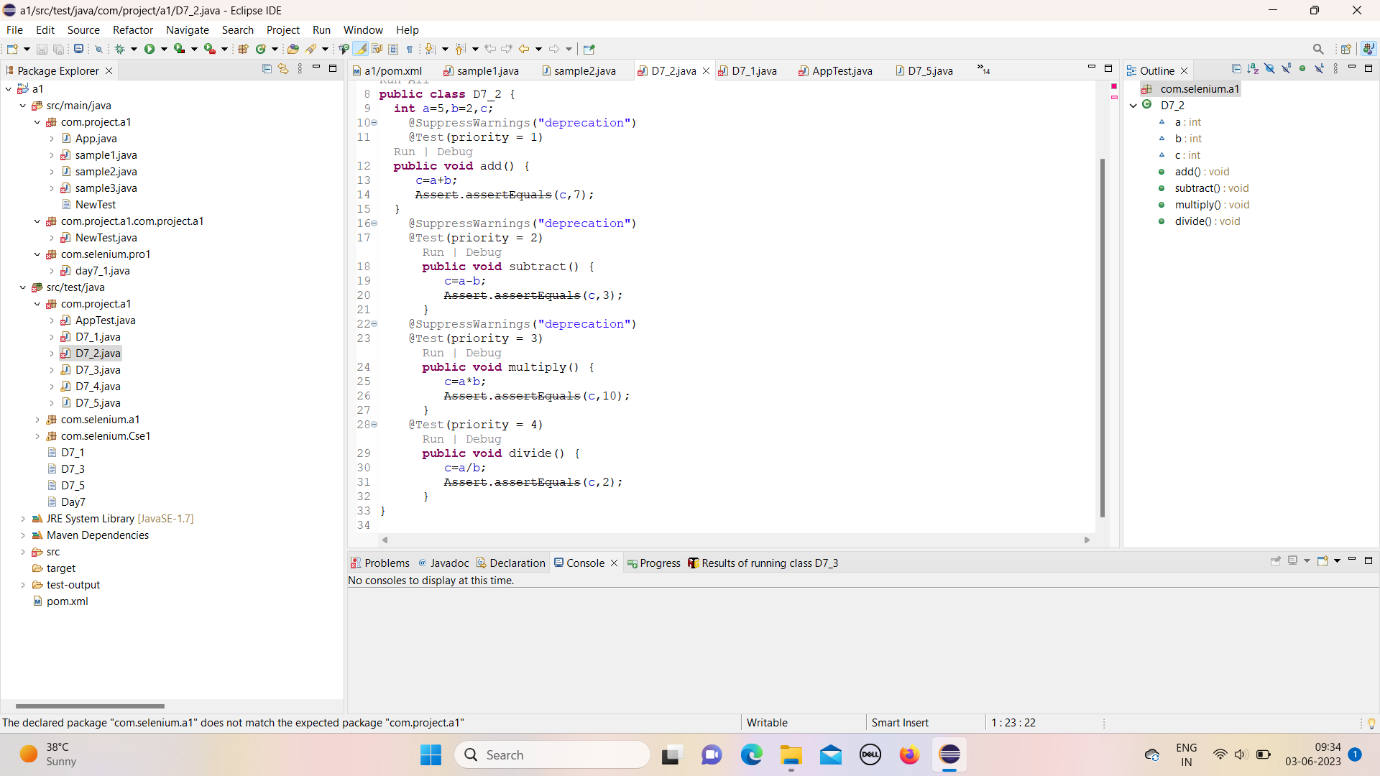 a1/src/test/java/com/project/a1/D7_2.java - Eclipse IDE
File Edit Source Refactor Navigate Search Project Run Window Help
Package Explorer
a1
src/main/java
com.project.a1
App.java
sample1.java
sample2.java
sample3.java
NewTest
com.project.a1.com.project.a1
NewTest.java
com.selenium.pro1
day7_1.java
src/test/java
com.project.a1
AppTest.java
D7_1.java
D7_2.java
D7_3.java
D7_4.java
D7_5.java
com.selenium.a1
com.selenium.Cse1
D7_1
D7_3
D7_5
Day7
JRE System Library [JavaSE-1.7]
Maven Dependencies
src
target
test-output
pom.xml
a1/pom.xml sample1.java sample2.java D7_2.java D7_1.java AppTest.java D7_5.java »14
Run All
8 public class D7_2 {
9 int a=5,b=2,c;
10 @SuppressWarnings("deprecation")
11 @Test(priority = 1)
Run | Debug
12 public void add() {
13 c=a+b;
14 Assert.assertEquals(c,7);
15 }
16 @SuppressWarnings("deprecation")
17 @Test(priority = 2)
Run | Debug
18 public void subtract() {
19 c=a-b;
20 Assert.assertEquals(c,3);
21 }
22 @SuppressWarnings("deprecation")
23 @Test(priority = 3)
Run | Debug
24 public void multiply() {
25 c=a*b;
26 Assert.assertEquals(c,10);
27 }
28 @Test(priority = 4)
Run | Debug
29 public void divide() {
30 c=a/b;
31 Assert.assertEquals(c,2);
32 }
33 }
34
Outline
com.selenium.a1
D7_2
a : int
b : int
c : int
add() : void
subtract() : void
multiply() : void
divide() : void
Problems Javadoc Declaration Console Progress Results of running class D7_3
No consoles to display at this time.
The declared package "com.selenium.a1" does not match the expected package "com.project.a1" Writable Smart Insert 1 : 23 : 22
38°C
Sunny
Search
DELL
ENG
IN
09:34
03-06-2023
1